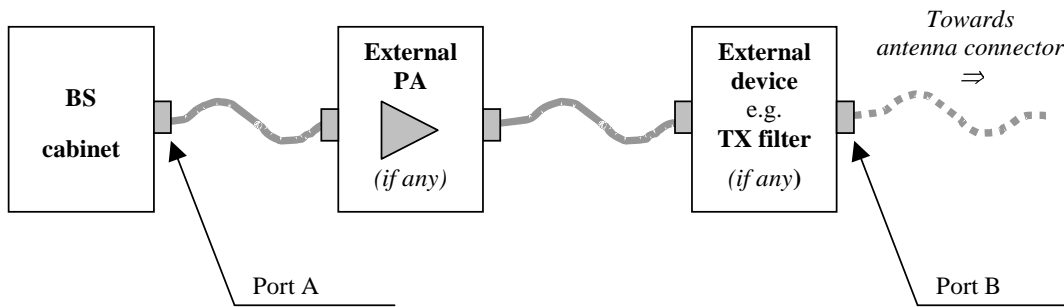 BS
cabinet
External
PA
(if any)
External
device
e.g.
TX filter
(if any)
Towards
antenna connector
⇒
Port A
Port B